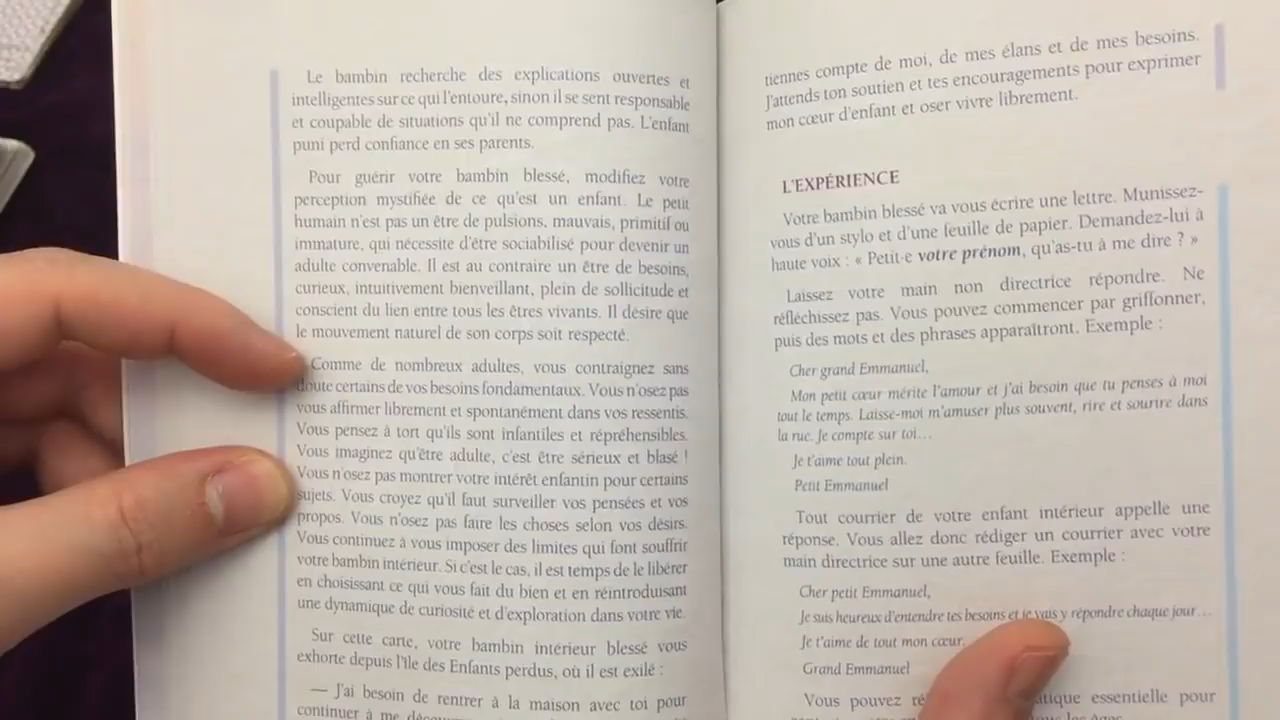 Le bambin recherche des explications ouvertes et
intelligentes sur ce qui l'entoure, sinon il se sent responsable
et coupable de situations qu'il ne comprend pas. L'enfant
puni perd confiance en ses parents.
Pour guérir votre bambin blessé, modifiez votre
perception mystifiée de ce qu'est un enfant. Le petit
humain n'est pas un être de pulsions, mauvais, primitif ou
immature, qui nécessite d'être sociabilisé pour devenir un
adulte convenable. Il est au contraire un être de besoins,
curieux, intuitivement bienveillant, plein de sollicitude et
conscient du lien entre tous les êtres vivants. Il désire que
le mouvement naturel de son corps soit respecté.
Comme de nombreux adultes, vous contraignez sans
doute certains de vos besoins fondamentaux. Vous n'osez pas
vous affirmer librement et spontanément dans vos ressentis.
Vous pensez à tort qu'ils sont infantiles et répréhensibles.
Vous imaginez qu'être adulte, c'est être sérieux et blasé !
Vous n'osez pas montrer votre intérêt enfantin pour certains
sujets. Vous croyez qu'il faut surveiller vos pensées et vos
propos. Vous n'osez pas faire les choses selon vos désirs.
Vous continuez à vous imposer des limites qui font souffrir
votre bambin intérieur. Si c'est le cas, il est temps de le libérer
en choisissant ce qui vous fait du bien et en réintroduisant
une dynamique de curiosité et d'exploration dans votre vie.
Sur cette carte, votre bambin intérieur blessé vous
exhorte depuis l'île des Enfants perdus, où il est exilé :
— J'ai besoin de rentrer à la maison avec toi pour
continuer à me
tiennes compte de moi, de mes élans et de mes besoins.
J'attends ton soutien et tes encouragements pour exprimer
mon cœur d'enfant et oser vivre librement.
L'EXPÉRIENCE
Votre bambin blessé va vous écrire une lettre. Munissez-
vous d'un stylo et d'une feuille de papier. Demandez-lui à
haute voix : « Petit·e votre prénom, qu'as-tu à me dire ? »
Laissez votre main non directrice répondre. Ne
réfléchissez pas. Vous pouvez commencer par griffonner,
puis des mots et des phrases apparaîtront. Exemple :
Cher grand Emmanuel,
Mon petit cœur mérite l'amour et j'ai besoin que tu penses à moi
tout le temps. Laisse-moi m'amuser plus souvent, rire et sourire dans
la rue. Je compte sur toi…
Je t'aime tout plein.
Petit Emmanuel
Tout courrier de votre enfant intérieur appelle une
réponse. Vous allez donc rédiger un courrier avec votre
main directrice sur une autre feuille. Exemple :
Cher petit Emmanuel,
Je suis heureux d'entendre tes besoins et je vais y répondre chaque jour…
Je t'aime de tout mon cœur.
Grand Emmanuel
Vous pouvez essentielle pour